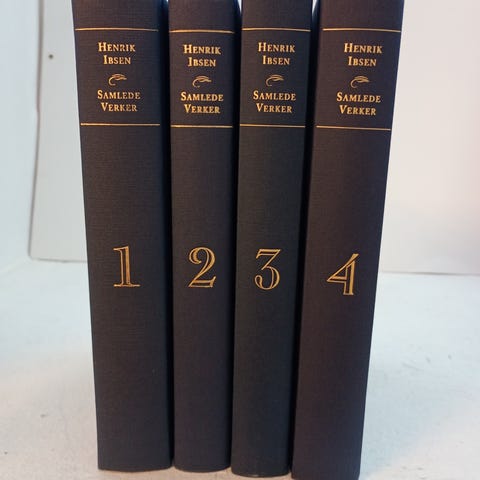 HENRIK
IBSEN
SAMLEDE
VERKER
1
HENRIK
IBSEN
SAMLEDE
VERKER
2
HENRIK
IBSEN
SAMLEDE
VERKER
3
HENRIK
IBSEN
SAMLEDE
VERKER
4